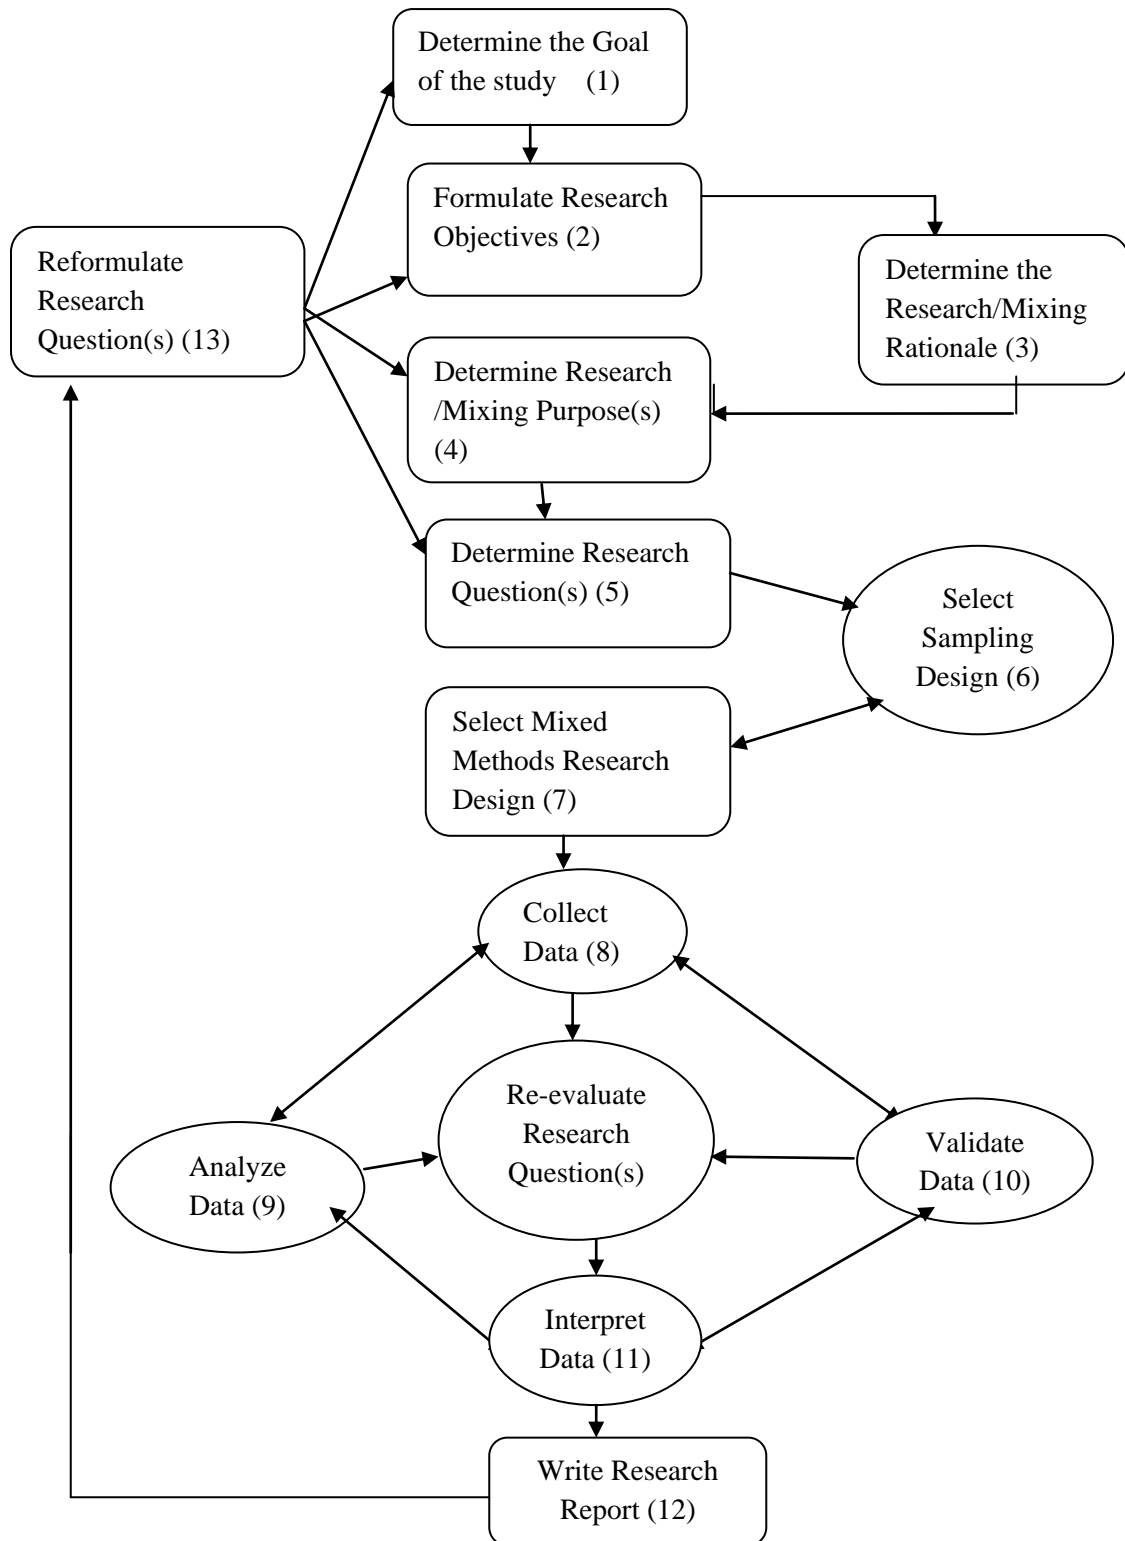 Determine the Goal
of the study (1)
Formulate Research
Objectives (2)
Reformulate
Research
Question(s) (13)
Determine the
Research/Mixing
Rationale (3)
Determine Research
/Mixing Purpose(s)
(4)
Determine Research
Question(s) (5)
Select
Sampling
Design (6)
Select Mixed
Methods Research
Design (7)
Collect
Data (8)
Re-evaluate
Research
Question(s)
Analyze
Data (9)
Validate
Data (10)
Interpret
Data (11)
Write Research
Report (12)